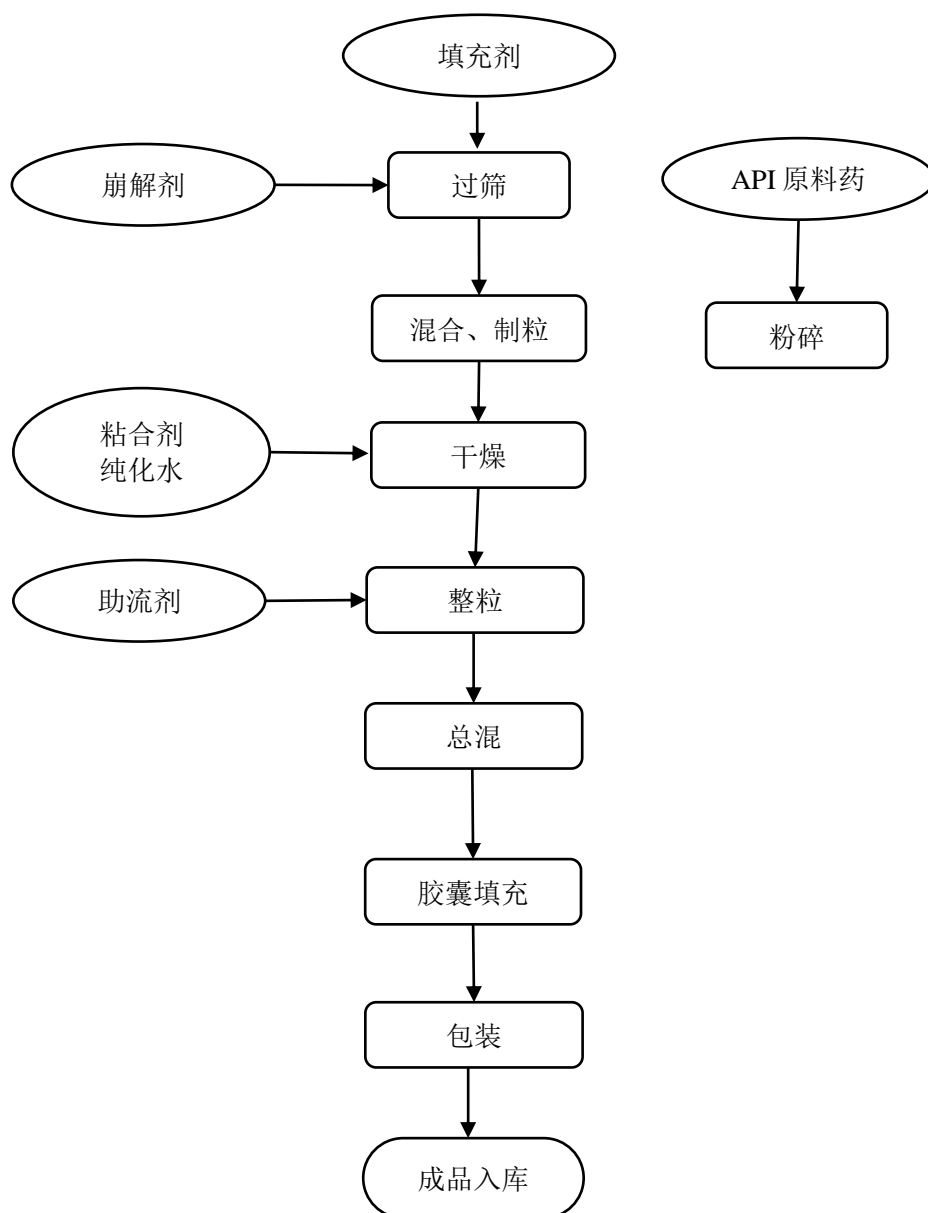 填充剂
崩解剂
过筛
API 原料药
混合、制粒
粉碎
粘合剂
纯化水
干燥
助流剂
整粒
总混
胶囊填充
包装
成品入库